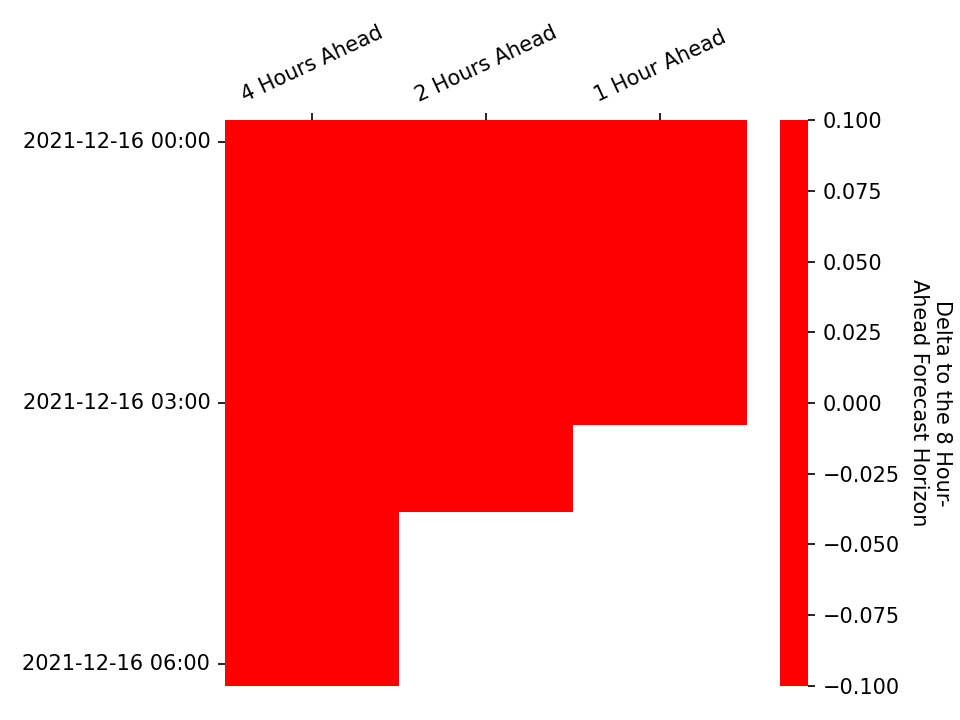 4 Hours Ahead
2 Hours Ahead
1 Hour Ahead
2021-12-16 00:00
2021-12-16 03:00
2021-12-16 06:00
0.100
0.075
0.050
0.025
0.000
−0.025
−0.050
−0.075
−0.100
Delta to the 8 Hour-
Ahead Forecast Horizon